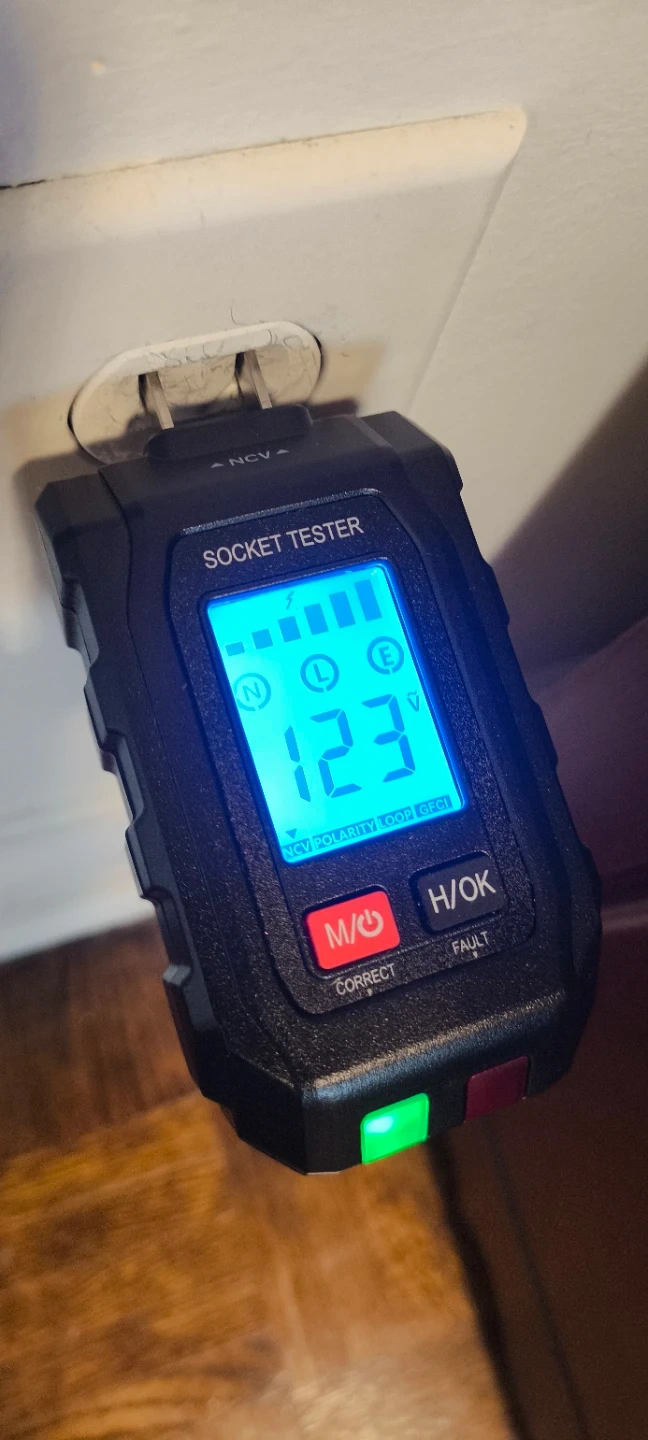 ▲NCV▲
SOCKET TESTER
N L E
123 V~
NCV POLARITY LOOP GFCI
M/⏻ H/OK
CORRECT FAULT